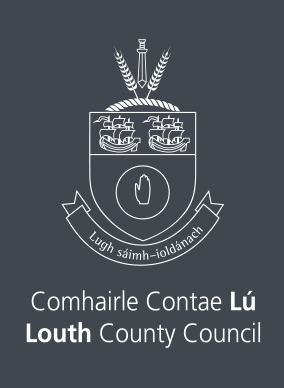 Lugh sáimh-ioldánach
Comhairle Contae Lú
Louth County Council